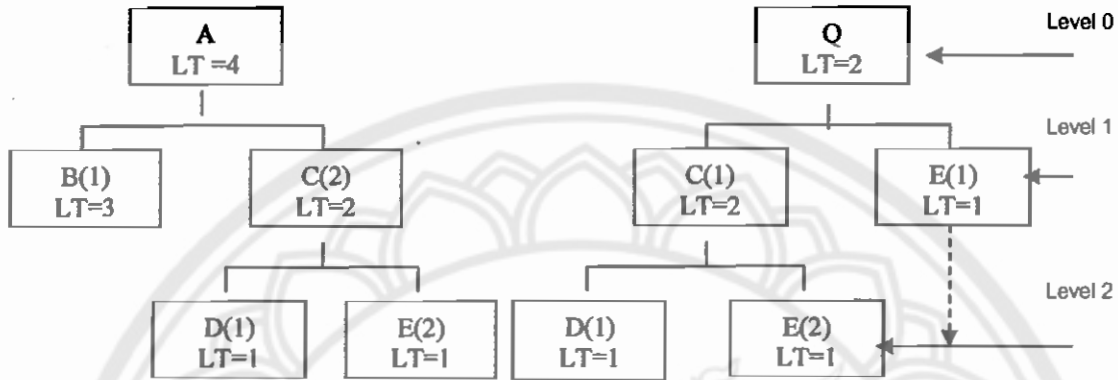 A
LT =4
Q
LT=2
Level 0
Level 1
B(1)
LT=3
C(2)
LT=2
C(1)
LT=2
E(1)
LT=1
Level 2
D(1)
LT=1
E(2)
LT=1
D(1)
LT=1
E(2)
LT=1